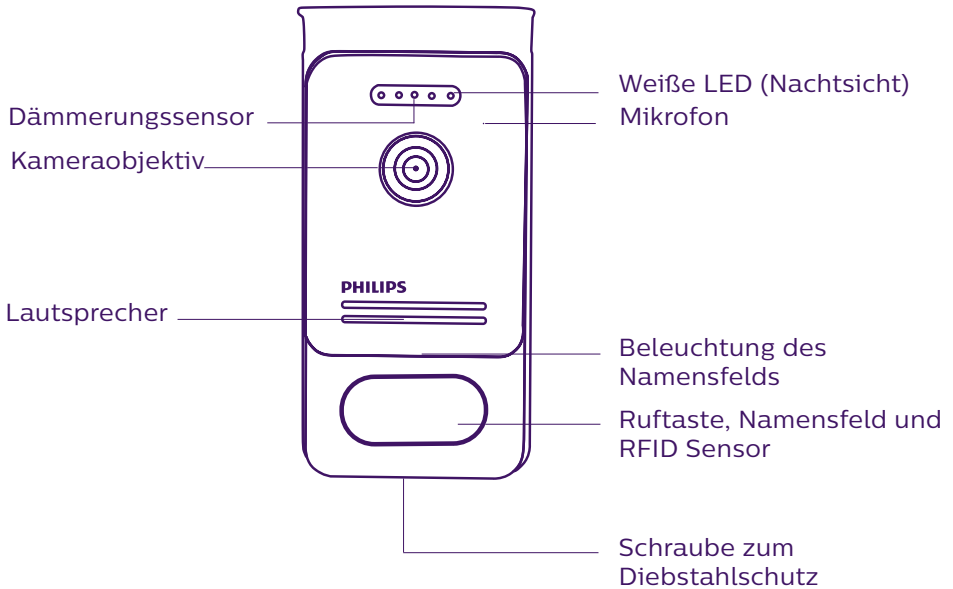 Weiße LED (Nachtsicht)
Dämmerungssensor
Mikrofon
Kameraobjektiv
PHILIPS
Lautsprecher
Beleuchtung des
Namensfelds
Ruftaste, Namensfeld und
RFID Sensor
Schraube zum
Diebstahlschutz